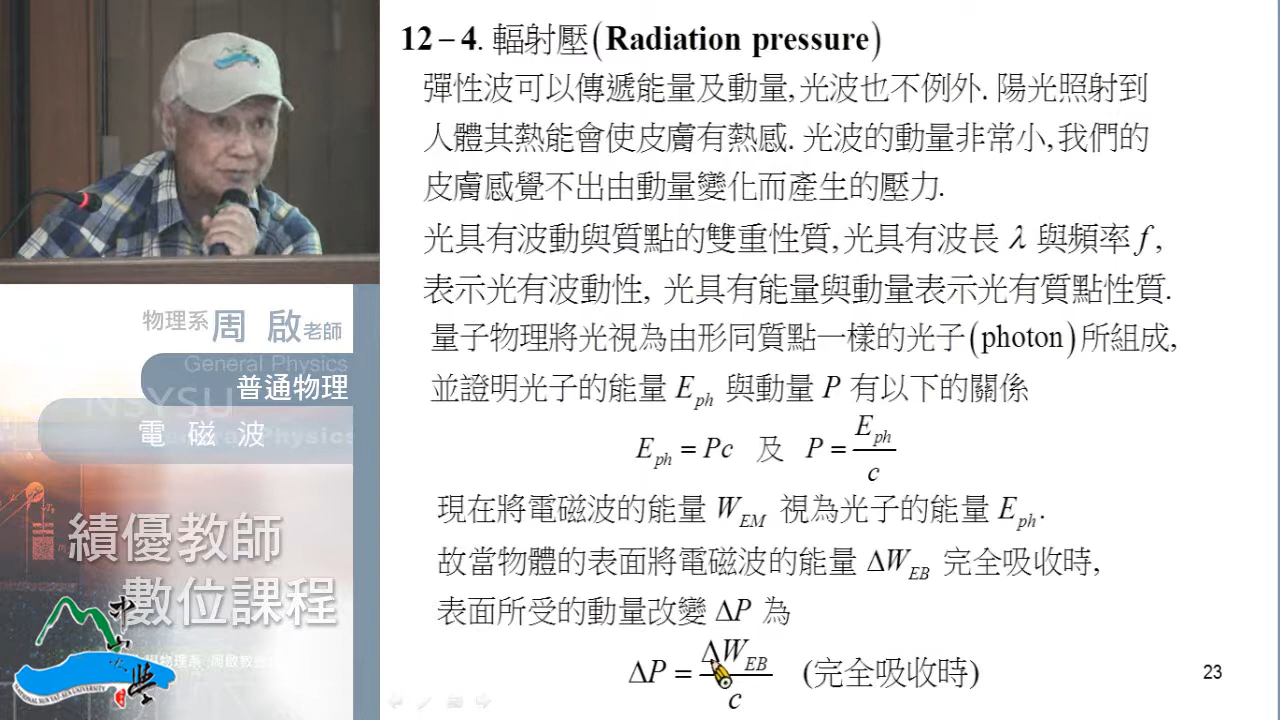 12－4. 輻射壓(Radiation pressure)
彈性波可以傳遞能量及動量, 光波也不例外. 陽光照射到
人體其熱能會使皮膚有熱感. 光波的動量非常小, 我們的
皮膚感覺不出由動量變化而產生的壓力.
光具有波動與質點的雙重性質, 光具有波長 λ 與頻率 f,
表示光有波動性, 光具有能量與動量表示光有質點性質.
量子物理將光視為由形同質點一樣的光子(photon)所組成,
並證明光子的能量 E_ph 與動量 P 有以下的關係
E_ph = Pc 及 P = E_ph / c
現在將電磁波的能量 W_EM 視為光子的能量 E_ph.
故當物體的表面將電磁波的能量 ΔW_EB 完全吸收時,
表面所受的動量改變 ΔP 為
ΔP = ΔW_EB / c (完全吸收時)
23
物理系 周 啟 老師
General Physics
普通物理
NSYSU
電 磁 波
General Physics
績優教師
數位課程
中山大學